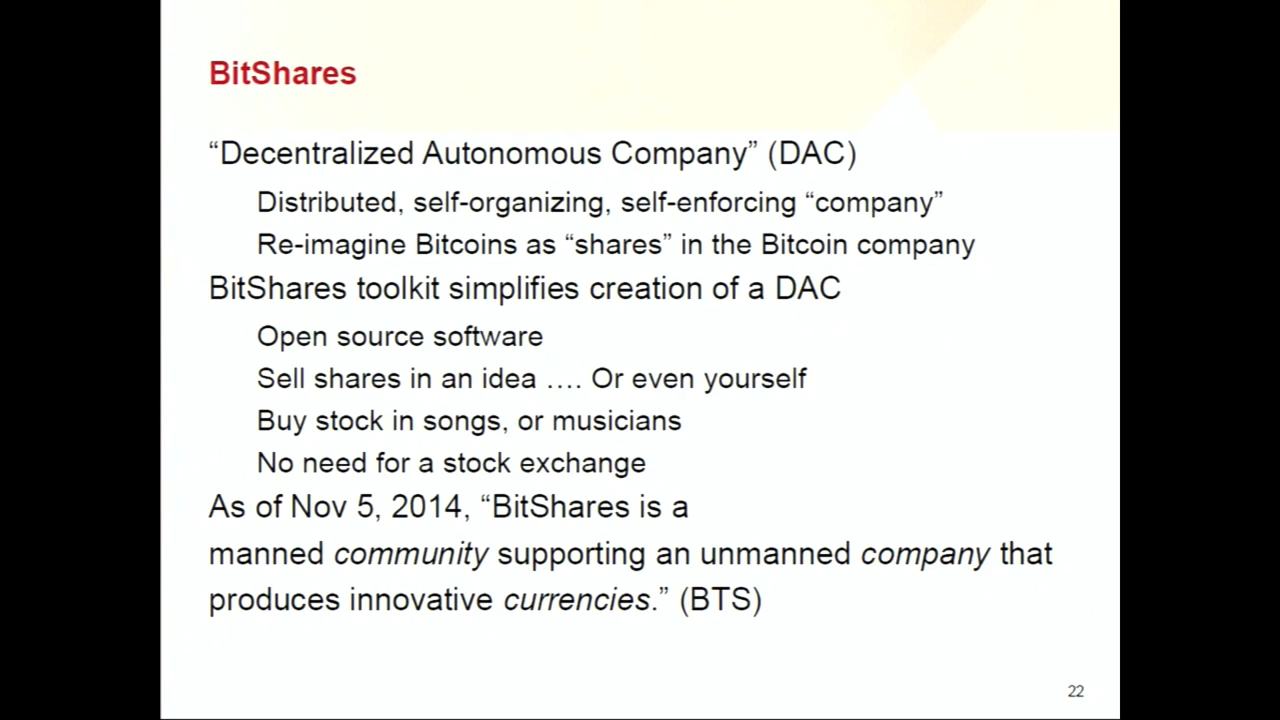 BitShares
“Decentralized Autonomous Company” (DAC)
Distributed, self-organizing, self-enforcing “company”
Re-imagine Bitcoins as “shares” in the Bitcoin company
BitShares toolkit simplifies creation of a DAC
Open source software
Sell shares in an idea .... Or even yourself
Buy stock in songs, or musicians
No need for a stock exchange
As of Nov 5, 2014, “BitShares is a
manned community supporting an unmanned company that
produces innovative currencies.” (BTS)
22